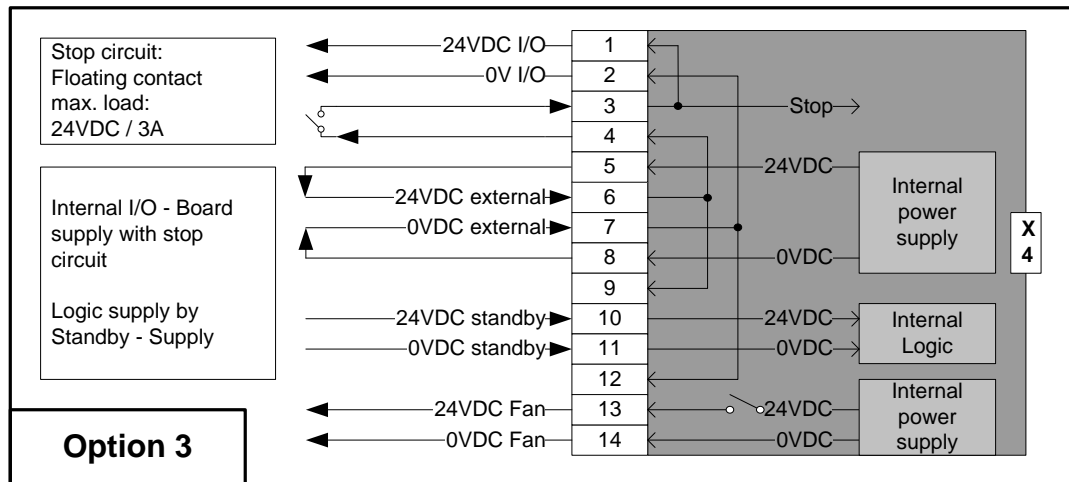 Stop circuit:
Floating contact
max. load:
24VDC / 3A
Internal I/O - Board
supply with stop
circuit
Logic supply by
Standby - Supply
Option 3
24VDC I/O
0V I/O
24VDC external
0VDC external
24VDC standby
0VDC standby
24VDC Fan
0VDC Fan
1
2
3
4
5
6
7
8
9
10
11
12
13
14
Stop
24VDC
0VDC
24VDC
0VDC
24VDC
0VDC
Internal
power
supply
Internal
Logic
Internal
power
supply
X
4